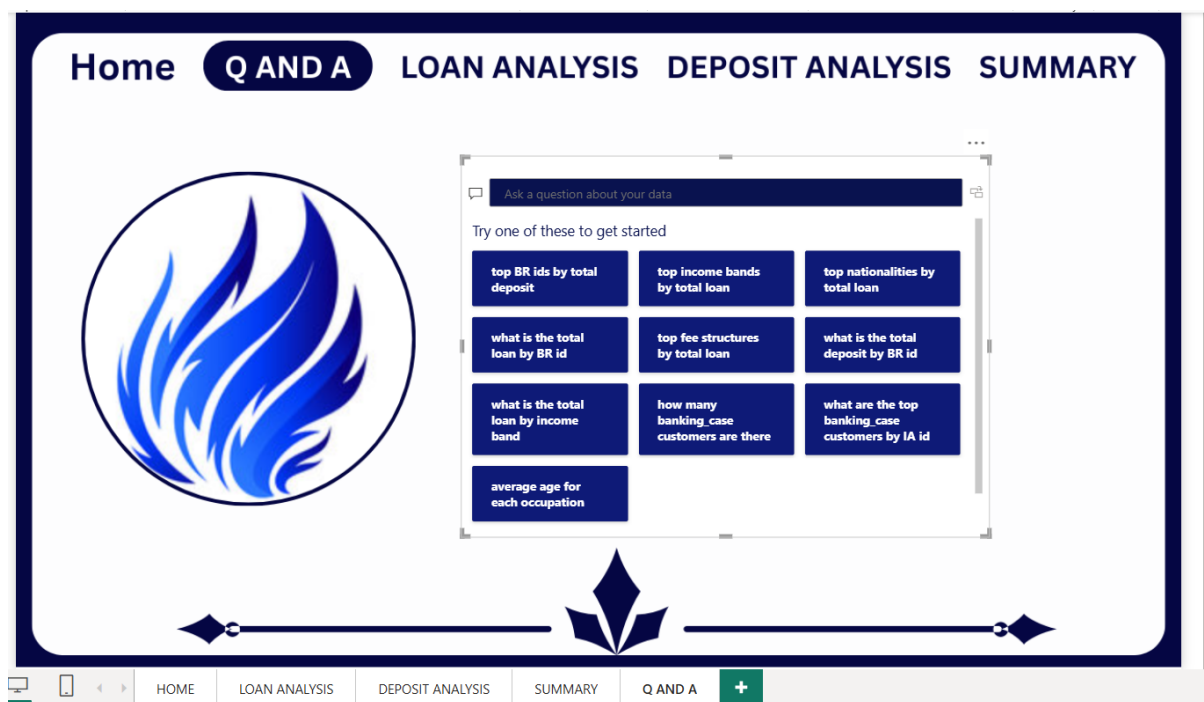 Home Q AND A LOAN ANALYSIS DEPOSIT ANALYSIS SUMMARY
...
Ask a question about your data
Try one of these to get started
top BR ids by total
deposit
top income bands
by total loan
top nationalities by
total loan
what is the total
loan by BR id
top fee structures
by total loan
what is the total
deposit by BR id
what is the total
loan by income
band
how many
banking_case
customers are there
what are the top
banking_case
customers by IA id
average age for
each occupation
HOME LOAN ANALYSIS DEPOSIT ANALYSIS SUMMARY Q AND A +